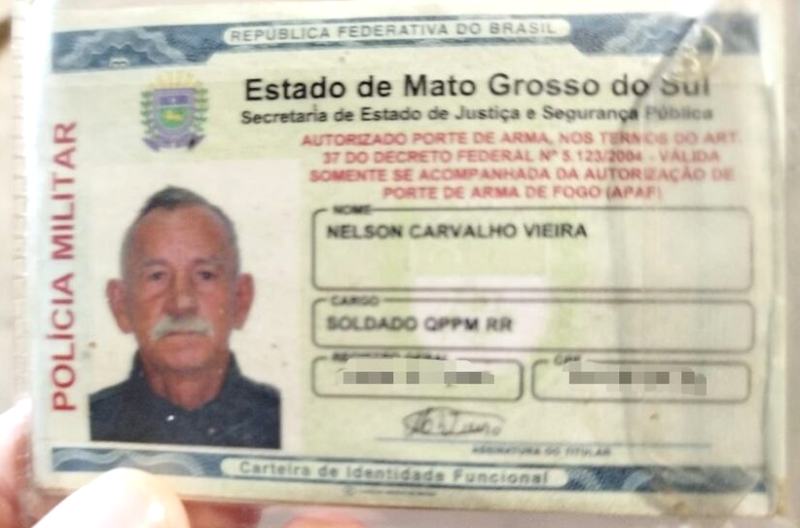 REPÚBLICA FEDERATIVA DO BRASIL
Estado de Mato Grosso do Sul
Secretaria de Estado de Justiça e Segurança Pública
AUTORIZADO PORTE DE ARMA, NOS TERMOS DO ART.
37 DO DECRETO FEDERAL Nº 5.123/2004 - VÁLIDA
SOMENTE SE ACOMPANHADA DA AUTORIZAÇÃO DE
PORTE DE ARMA DE FOGO (APAF)
POLÍCIA MILITAR
NOME
NELSON CARVALHO VIEIRA
CARGO
SOLDADO QPPM RR
REGISTRO GERAL
CPF
ASSINATURA DO TITULAR
Carteira de Identidade Funcional